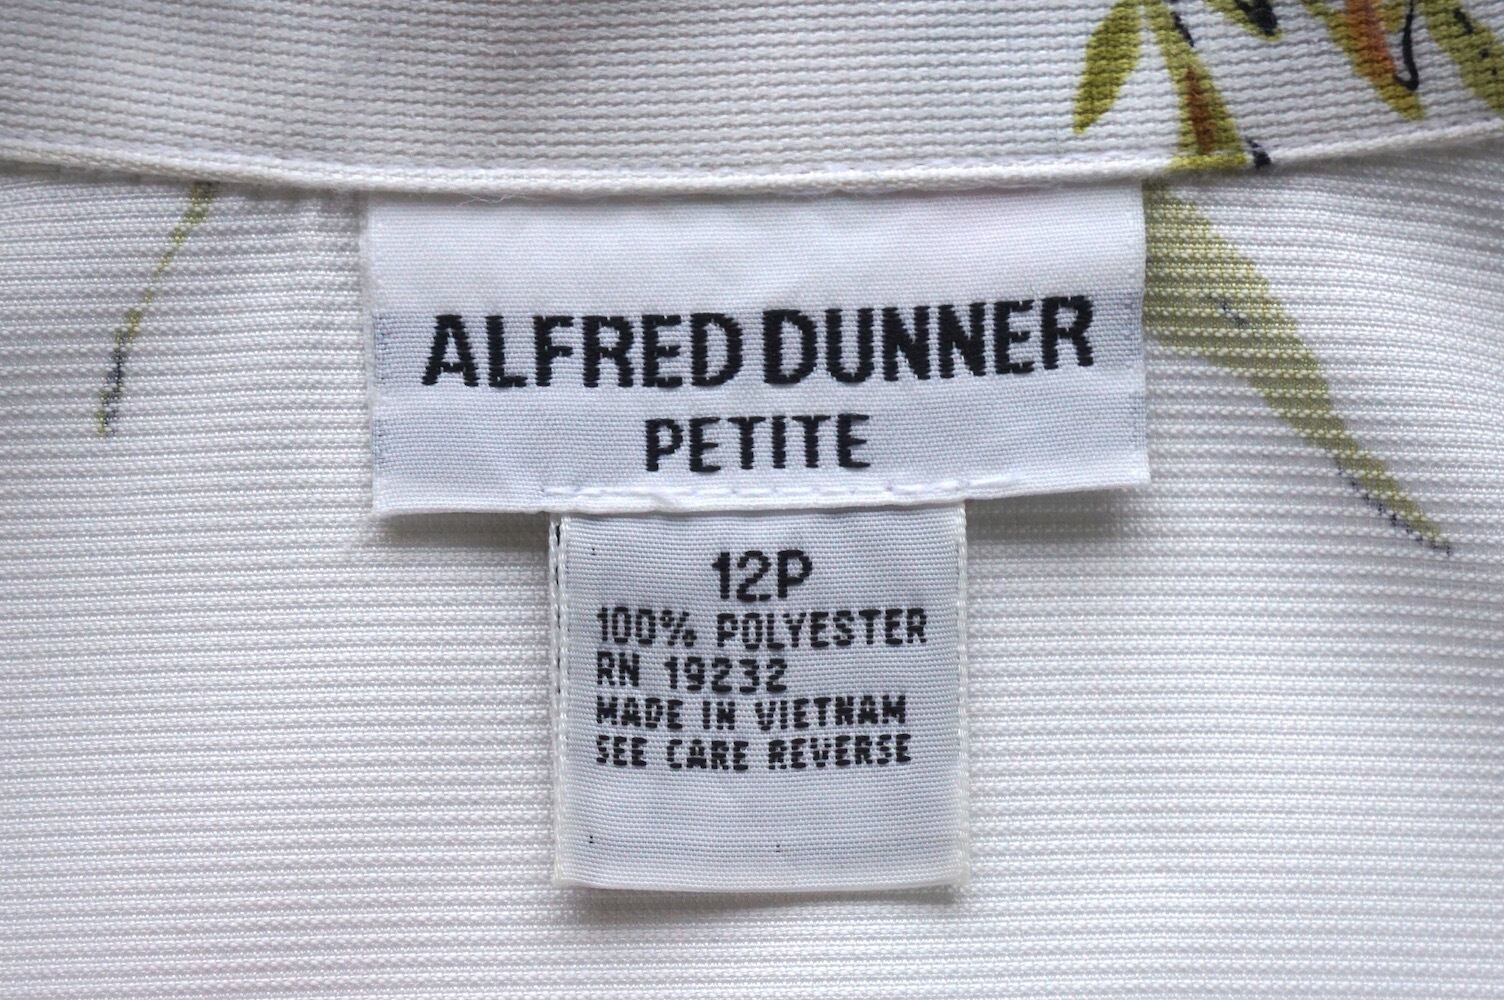 ALFRED DUNNER
PETITE
12P
100% POLYESTER
RN 19232
MADE IN VIETNAM
SEE CARE REVERSE